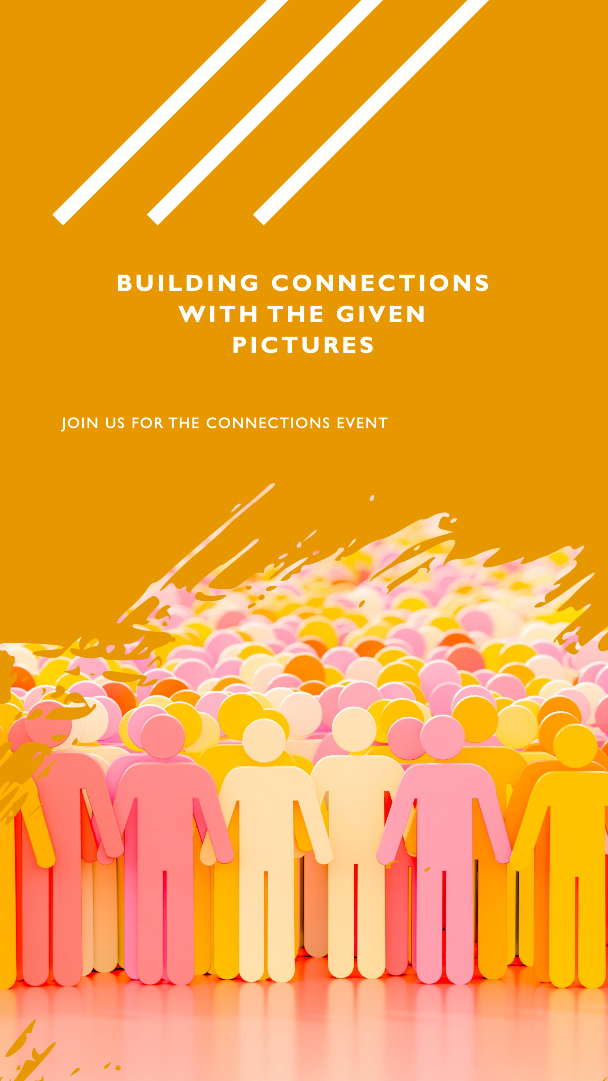 BUILDING CONNECTIONS
WITH THE GIVEN
PICTURES
JOIN US FOR THE CONNECTIONS EVENT